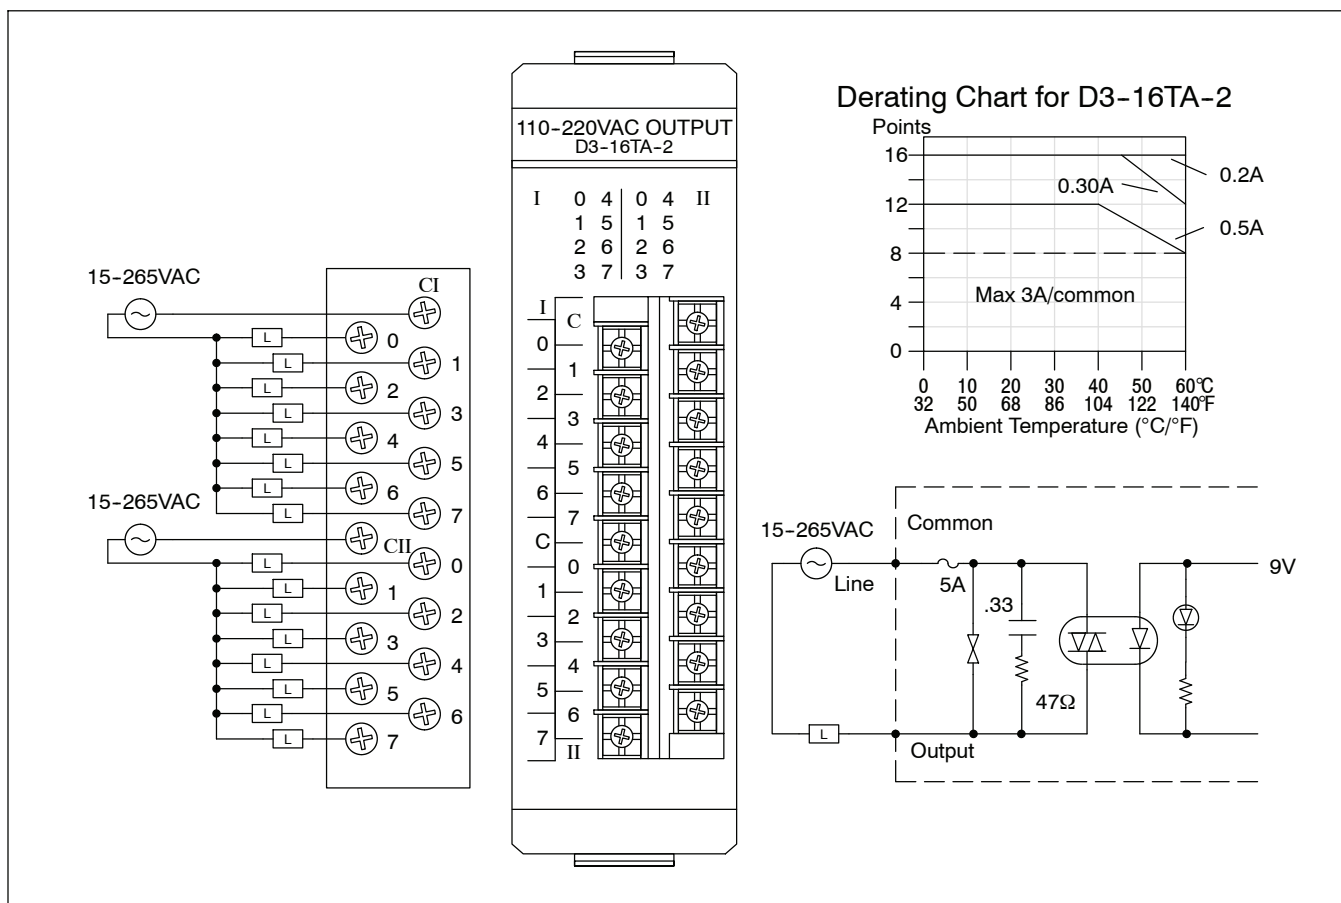 15-265VAC
CI
L 0
L 1
L 2
L 3
L 4
L 5
L 6
L 7
15-265VAC
CII
L 0
L 1
L 2
L 3
L 4
L 5
L 6
L 7
110-220VAC OUTPUT
D3-16TA-2
I 0 4 0 4 II
1 5 1 5
2 6 2 6
3 7 3 7
I
C
0
1
2
3
4
5
6
7
C
0
1
2
3
4
5
6
7
II
Derating Chart for D3-16TA-2
Points
16
12
8
4
0
0.2A
0.30A
0.5A
Max 3A/common
0 10 20 30 40 50 60°C
32 50 68 86 104 122 140°F
Ambient Temperature (°C/°F)
15-265VAC
Common
Line
5A
.33
47Ω
9V
L
Output